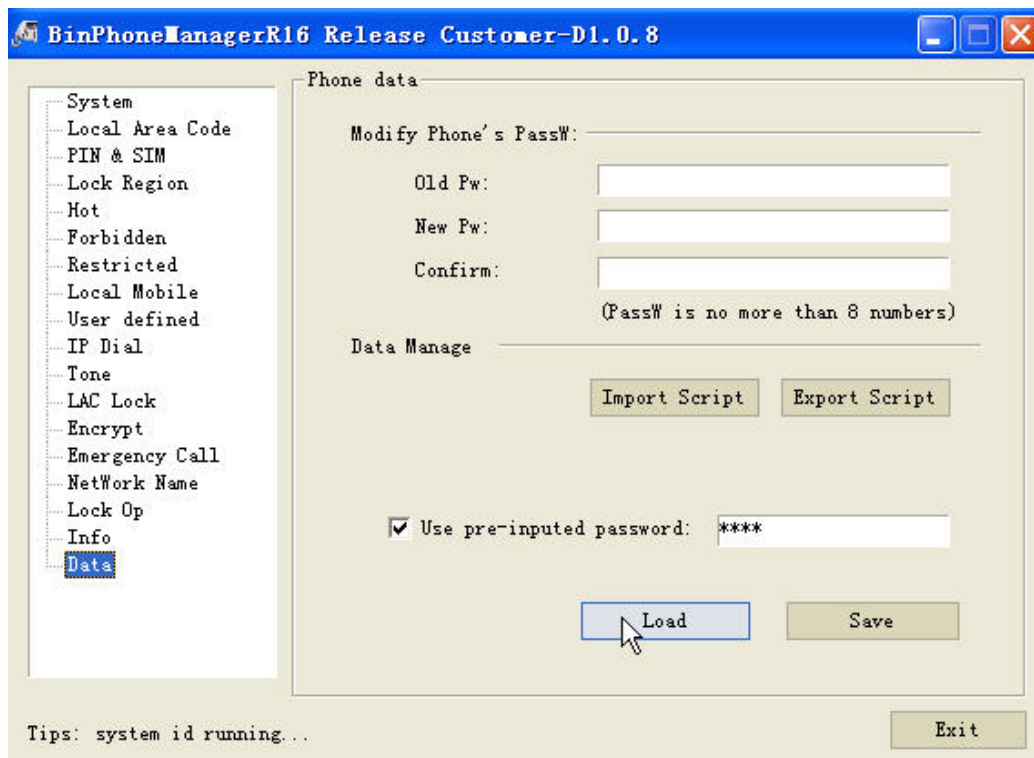 BinPhoneManagerR16 Release Customer-D1.0.8
System
Local Area Code
PIN & SIM
Lock Region
Hot
Forbidden
Restricted
Local Mobile
User defined
IP Dial
Tone
LAC Lock
Encrypt
Emergency Call
NetWork Name
Lock Op
Info
Data
Phone data
Modify Phone's PassW:
Old Pw:
New Pw:
Confirm:
(PassW is no more than 8 numbers)
Data Manage
Import Script
Export Script
Use pre-inputed password: ****
Load
Save
Tips: system id running...
Exit